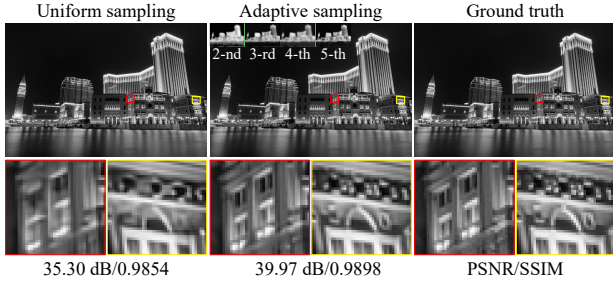 Uniform sampling Adaptive sampling Ground truth
2-nd 3-rd 4-th 5-th
35.30 dB/0.9854 39.97 dB/0.9898 PSNR/SSIM